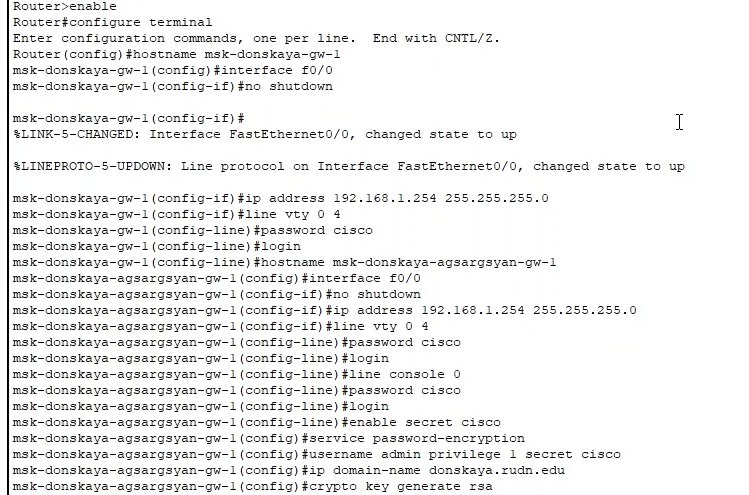 Router>enable
Router#configure terminal
Enter configuration commands, one per line.  End with CNTL/Z.
Router(config)#hostname msk-donskaya-gw-1
msk-donskaya-gw-1(config)#interface f0/0
msk-donskaya-gw-1(config-if)#no shutdown
msk-donskaya-gw-1(config-if)#
%LINK-5-CHANGED: Interface FastEthernet0/0, changed state to up
%LINEPROTO-5-UPDOWN: Line protocol on Interface FastEthernet0/0, changed state to up
msk-donskaya-gw-1(config-if)#ip address 192.168.1.254 255.255.255.0
msk-donskaya-gw-1(config-if)#line vty 0 4
msk-donskaya-gw-1(config-line)#password cisco
msk-donskaya-gw-1(config-line)#login
msk-donskaya-gw-1(config-line)#hostname msk-donskaya-agsargsyan-gw-1
msk-donskaya-agsargsyan-gw-1(config)#interface f0/0
msk-donskaya-agsargsyan-gw-1(config-if)#no shutdown
msk-donskaya-agsargsyan-gw-1(config-if)#ip address 192.168.1.254 255.255.255.0
msk-donskaya-agsargsyan-gw-1(config-if)#line vty 0 4
msk-donskaya-agsargsyan-gw-1(config-line)#password cisco
msk-donskaya-agsargsyan-gw-1(config-line)#login
msk-donskaya-agsargsyan-gw-1(config-line)#line console 0
msk-donskaya-agsargsyan-gw-1(config-line)#password cisco
msk-donskaya-agsargsyan-gw-1(config-line)#login
msk-donskaya-agsargsyan-gw-1(config-line)#enable secret cisco
msk-donskaya-agsargsyan-gw-1(config)#service password-encryption
msk-donskaya-agsargsyan-gw-1(config)#username admin privilege 1 secret cisco
msk-donskaya-agsargsyan-gw-1(config)#ip domain-name donskaya.rudn.edu
msk-donskaya-agsargsyan-gw-1(config)#crypto key generate rsa